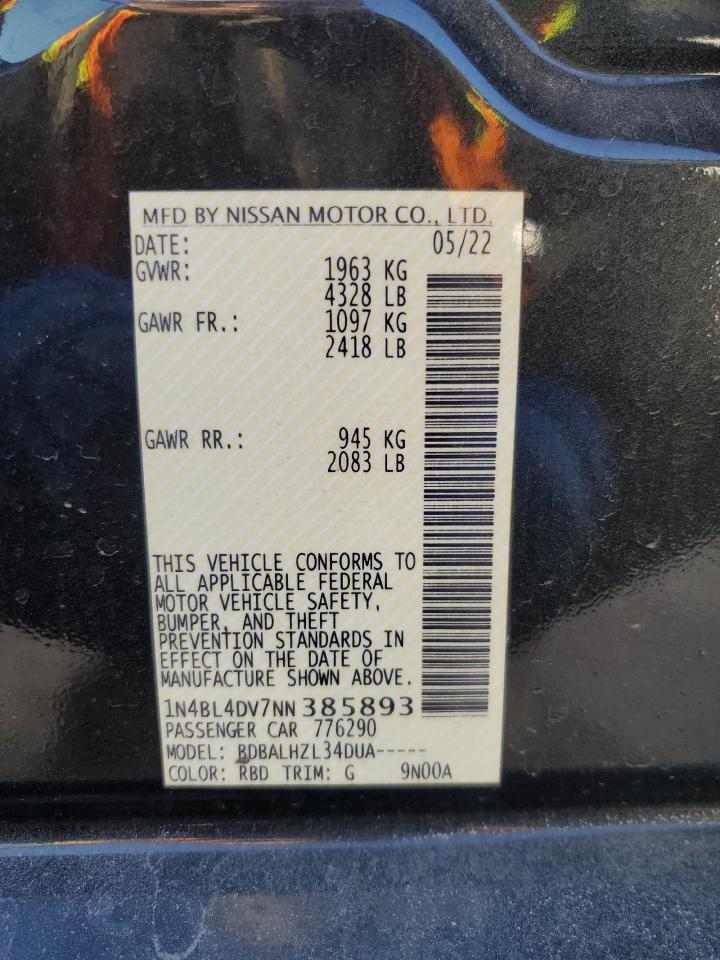 MFD BY NISSAN MOTOR CO., LTD.
DATE: 05/22
GVWR: 1963 KG
4328 LB
GAWR FR.: 1097 KG
2418 LB
GAWR RR.: 945 KG
2083 LB
THIS VEHICLE CONFORMS TO
ALL APPLICABLE FEDERAL
MOTOR VEHICLE SAFETY,
BUMPER, AND THEFT
PREVENTION STANDARDS IN
EFFECT ON THE DATE OF
MANUFACTURE SHOWN ABOVE.
1N4BL4DV7NN385893
PASSENGER CAR 776290
MODEL: BDBALHZL34DUA-----
COLOR: RBD TRIM: G 9N00A